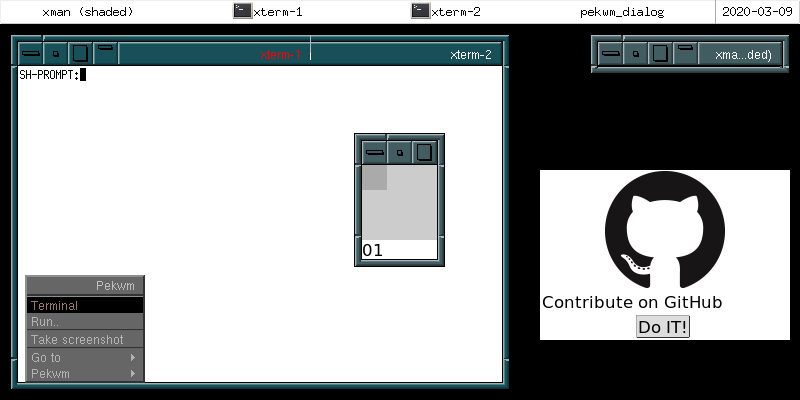 xman (shaded) xterm-1 xterm-2 pekwm_dialog 2020-03-09
xterm-1 xterm-2
xma...ded)
SH-PROMPT:
01
Pekwm
Terminal
Run..
Take screenshot
Go to
Pekwm
Contribute on GitHub
Do IT!